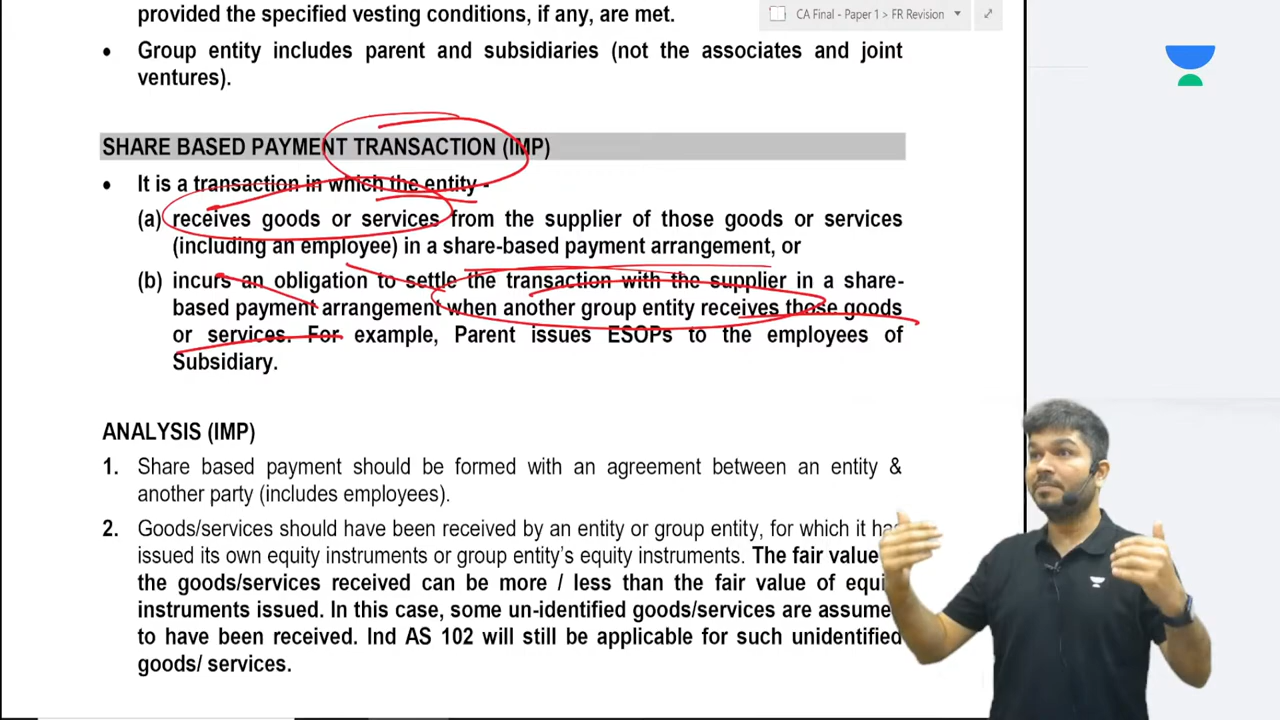 provided the specified vesting conditions, if any, are met.
CA Final - Paper 1 > FR Revision
• Group entity includes parent and subsidiaries (not the associates and joint
ventures).
SHARE BASED PAYMENT TRANSACTION (IMP)
• It is a transaction in which the entity -
(a) receives goods or services from the supplier of those goods or services
(including an employee) in a share-based payment arrangement, or
(b) incurs an obligation to settle the transaction with the supplier in a share-
based payment arrangement when another group entity receives those goods
or services. For example, Parent issues ESOPs to the employees of
Subsidiary.
ANALYSIS (IMP)
1. Share based payment should be formed with an agreement between an entity &
another party (includes employees).
2. Goods/services should have been received by an entity or group entity, for which it ha
issued its own equity instruments or group entity's equity instruments. The fair value
the goods/services received can be more / less than the fair value of equi
instruments issued. In this case, some un-identified goods/services are assume
to have been received. Ind AS 102 will still be applicable for such unidentified
goods/ services.